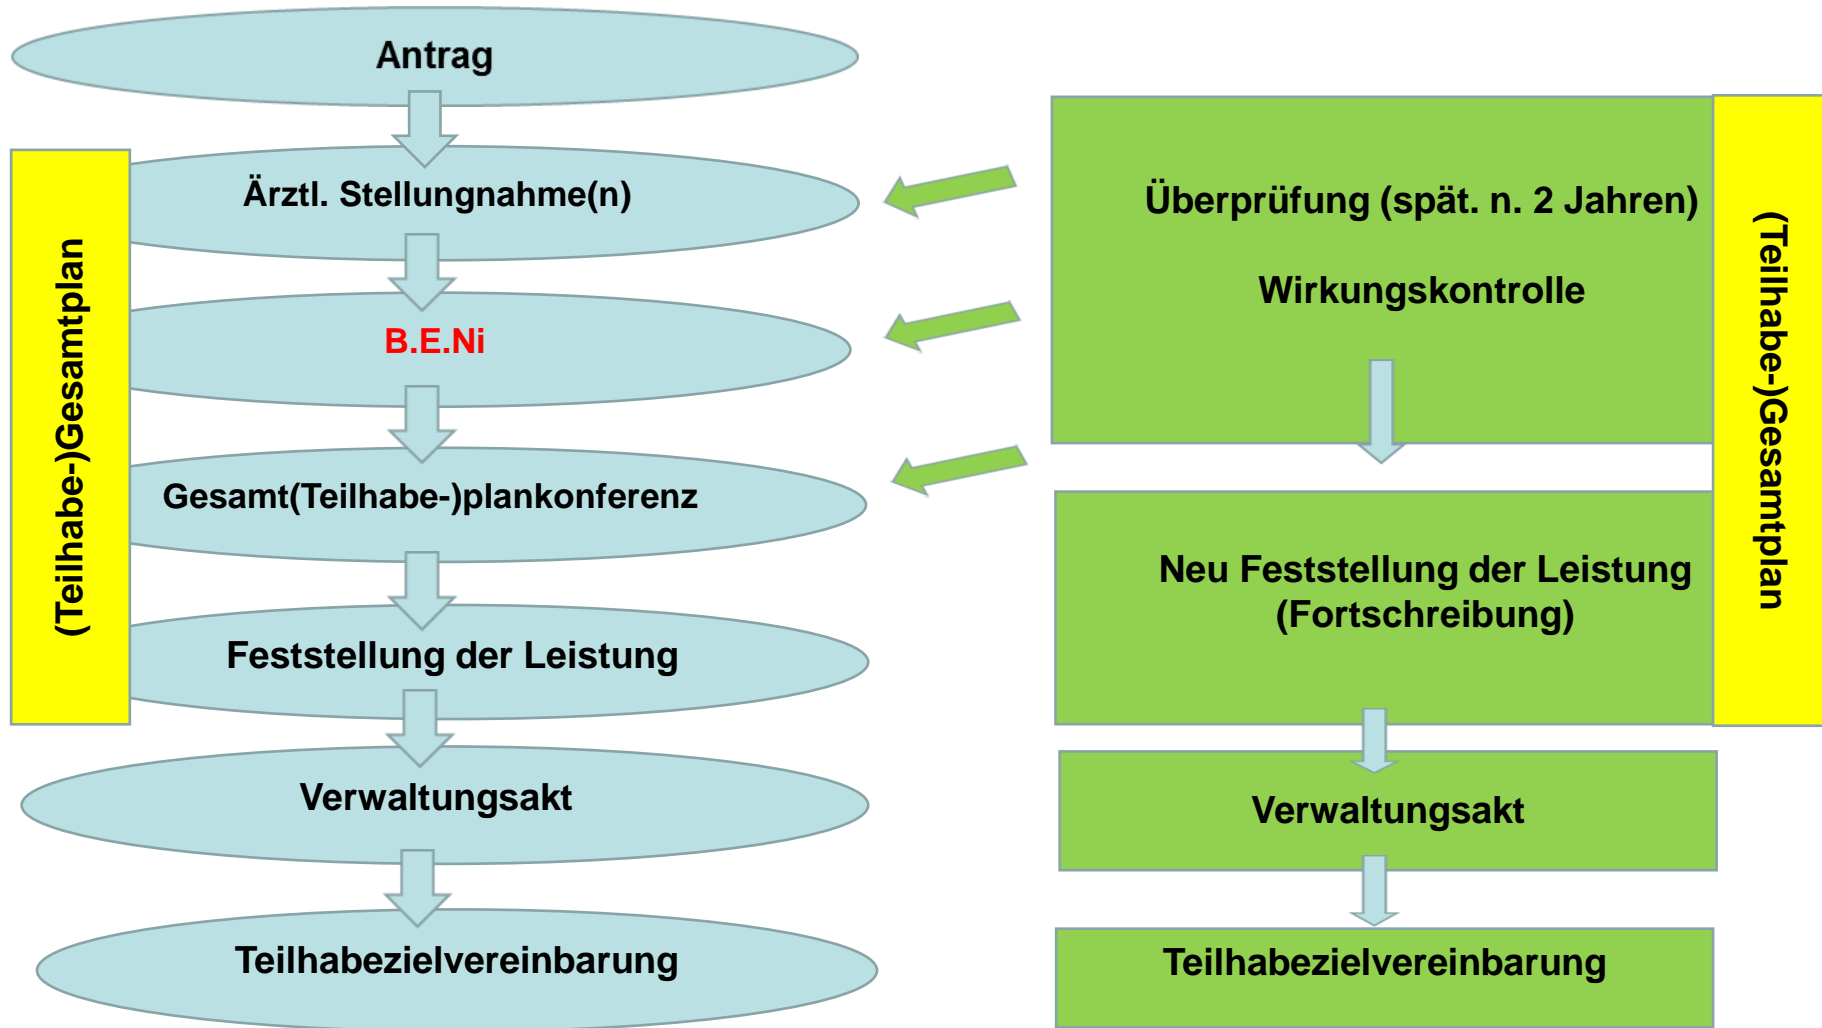 Antrag
(Teilhabe-)Gesamtplan
Ärztl. Stellungnahme(n)
B.E.Ni
Gesamt(Teilhabe-)plankonferenz
Feststellung der Leistung
Verwaltungsakt
Teilhabezielvereinbarung
Überprüfung (spät. n. 2 Jahren)
Wirkungskontrolle
(Teilhabe-)Gesamtplan
Neu Feststellung der Leistung
(Fortschreibung)
Verwaltungsakt
Teilhabezielvereinbarung